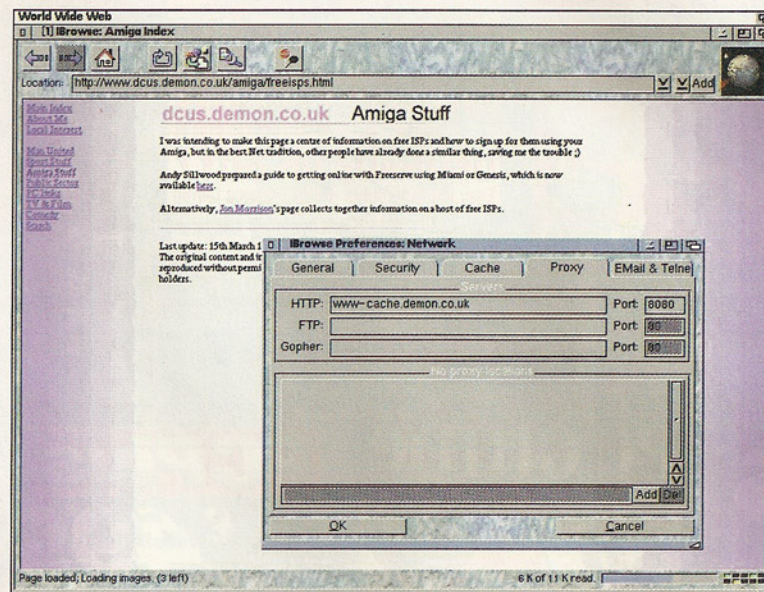 World Wide Web
[1] IBrowse: Amiga Index
Location: http://www.dcus.demon.co.uk/amiga/freeisps.html Add
Main Index
About Me
Local Interest
Man United
Sport Stuff
Amiga Stuff
Public Sector
PC links
TV & Film
Comedy
Search
dcus.demon.co.uk Amiga Stuff
I was intending to make this page a centre of information on free ISPs and how to sign up for them using your
Amiga, but in the best Net tradition, other people have already done a similar thing, saving me the trouble ;)
Andy Sillwood prepared a guide to getting online with Freeserve using Miami or Genesis, which is now
available here.
Alternatively, Jon Morrison's page collects together information on a host of free ISPs.
Last update: 15th March 1
The original content and ir
reproduced without permi
holders.
IBrowse Preferences: Network
General Security Cache Proxy EMail & Telne
Servers
HTTP: www-cache.demon.co.uk Port: 8080
FTP: Port: 80
Gopher: Port: 80
No proxy locations
Add Del
OK Cancel
Page loaded; Loading images. (3 left) 6 K of 11 K read.